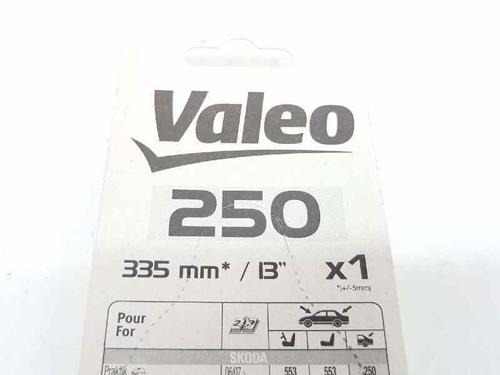 Valeo
250
335 mm* / 13" x1
*(+/-5mm)
Pour
For
SKODA
Praktik 06/07 553 553 250